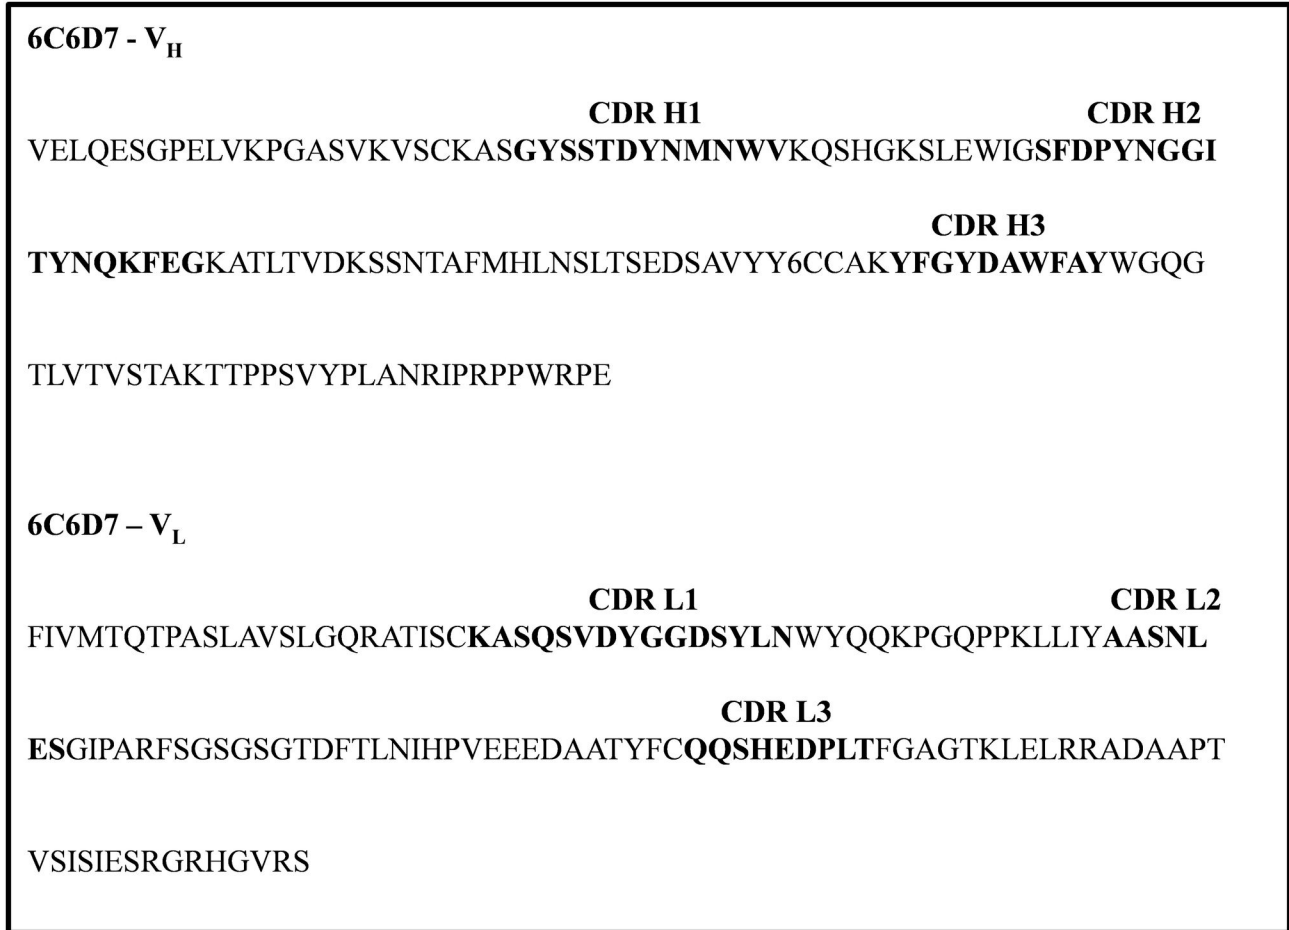 6C6D7 - VH
CDR H1 CDR H2
VELQESGPELVKPGASVKVSCKASGYSSTDYNMNWVKQSHGKSLEWIGSFDPYNGGI
CDR H3
TYNQKFEGKATLTVDKSSNTAFMHLNSLTSEDSAVYY6CCAKYFGYDAWFAYWGQG
TLVTVSTAKTTPPSVYPLANRIPRPPWRPE
6C6D7 – VL
CDR L1 CDR L2
FIVMTQTPASLAVSLGQRATISCKASQSVDYGGDSYLNWYQQKPGQPPKLLIYAASNL
CDR L3
ESGIPARFSGSGSGTDFTLNIHPVEEEDAATYFCQQSHEDPLTFGAGTKLELRRADAAPT
VSISIESRGRHGVRS